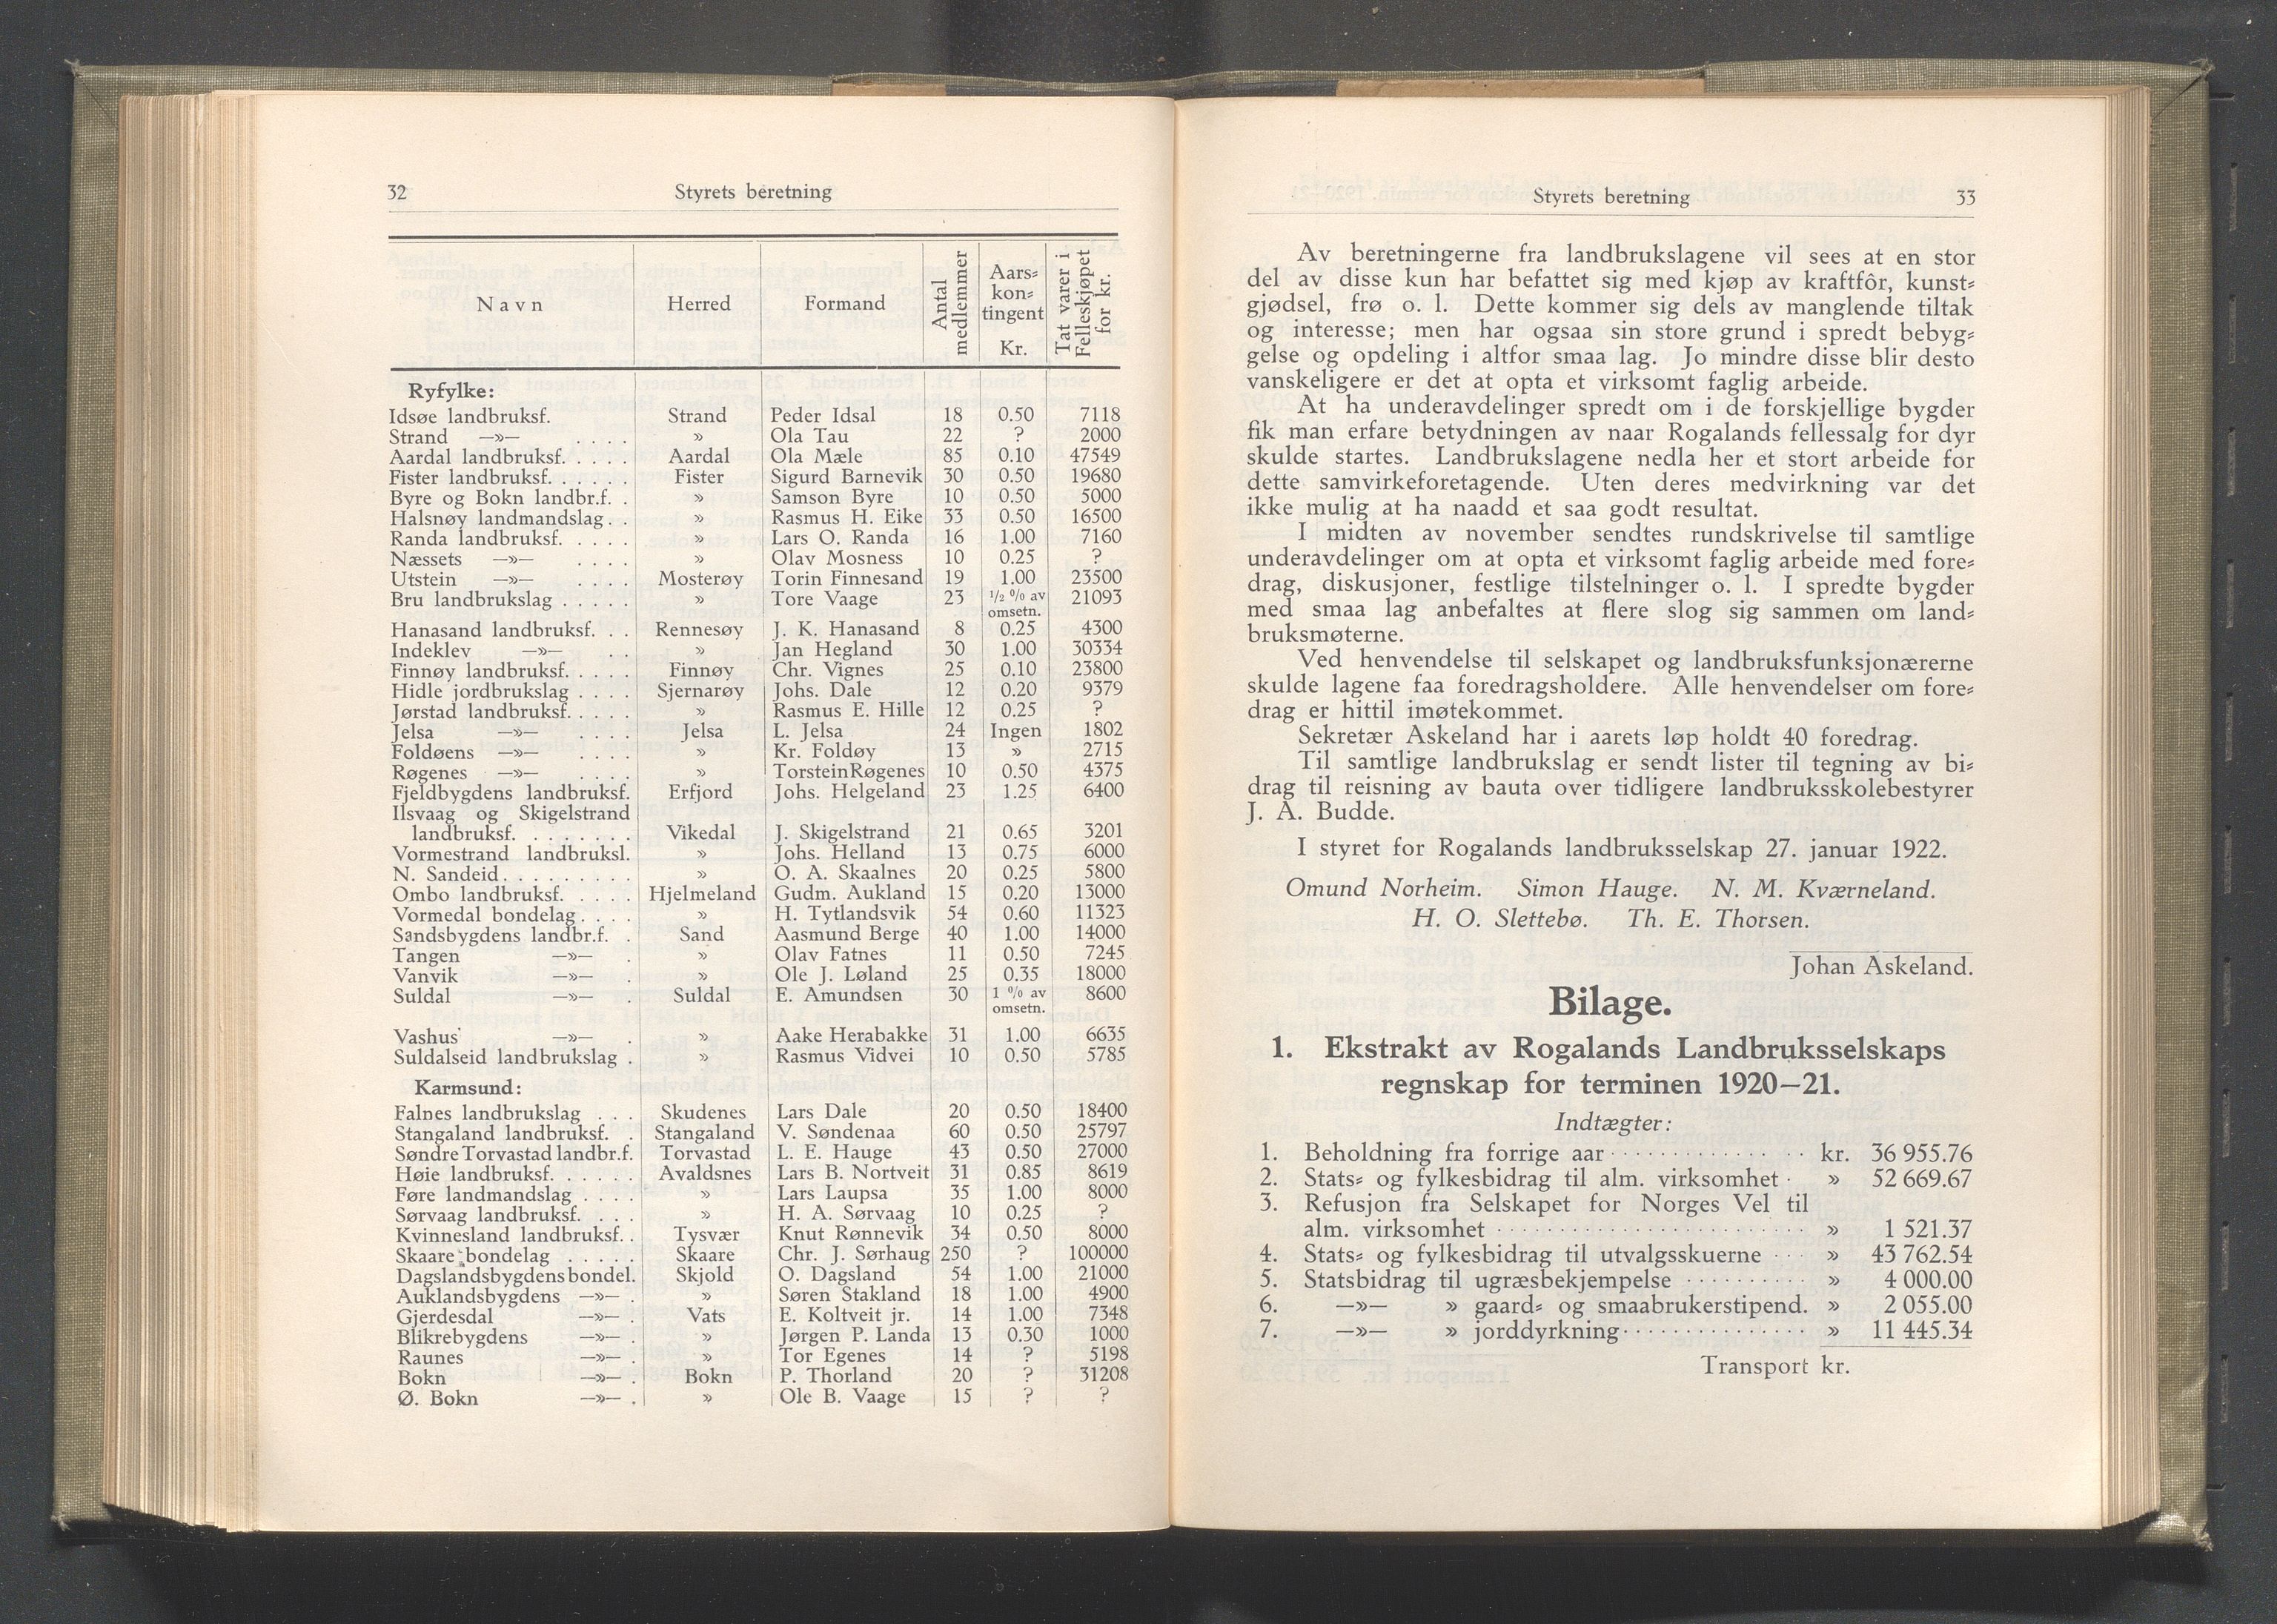 32 Styrets beretning
Navn Herred Formand Antal medlemmer Aars⸗kon⸗tingent Kr. Tat varer i Felleskjøpet for kr.
Ryfylke:
Idsøe landbruksf. Strand Peder Idsal 18 0.50 7118
Strand —»— .... » Ola Tau 22 ? 2000
Aardal landbruksf. .... Aardal Ola Mæle 85 0.10 47549
Fister landbruksf. ..... Fister Sigurd Barnevik 30 0.50 19680
Byre og Bokn landbr.f. . » Samson Byre 10 0.50 5000
Halsnøy landmandslag . . » Rasmus H. Eike 33 0.50 16500
Randa landbruksf. .... » Lars O. Randa 16 1.00 7160
Næssets —»— .... » Olav Mosness 10 0.25 ?
Utstein —»— .... Mosterøy Torin Finnesand 19 1.00 23500
Bru landbrukslag ..... » Tore Vaage 23 1/2 % av omsetn. 21093
Hanasand landbruksf. . . Rennesøy J. K. Hanasand 8 0.25 4300
Indeklev —»— . . » Jan Hegland 30 1.00 30334
Finnøy landbruksf. .... Finnøy Chr. Vignes 25 0.10 23800
Hidle jordbrukslag .... Sjernarøy Johs. Dale 12 0.20 9379
Jørstad landbruksf. .... » Rasmus E. Hille 12 0.25 ?
Jelsa —»— .... Jelsa L. Jelsa 24 Ingen 1802
Foldøens —»— .... » Kr. Foldøy 13 » 2715
Røgenes —»— .... » Torstein Røgenes 10 0.50 4375
Fjeldbygdens landbruksf. Erfjord Johs. Helgeland 23 1.25 6400
Ilsvaag og Skigelstrand
landbruksf. ....... Vikedal J. Skigelstrand 21 0.65 3201
Vormestrand landbruksl. » Johs. Helland 13 0.75 6000
N. Sandeid ......... » O. A. Skaalnes 20 0.25 5800
Ombo landbruksf. .... Hjelmeland Gudm. Aukland 15 0.20 13000
Vormedal bondelag .... » H. Tytlandsvik 54 0.60 11323
Sandsbygdens landbr.f. . Sand Aasmund Berge 40 1.00 14000
Tangen —»— . » Olav Fatnes 11 0.50 7245
Vanvik —»— . » Ole J. Løland 25 0.35 18000
Suldal —»— . Suldal E. Amundsen 30 1 % av omsetn. 8600
Vashus —»— . » Aake Herabakke 31 1.00 6635
Suldalseid landbrukslag . » Rasmus Vidvei 10 0.50 5785
Karmsund:
Falnes landbrukslag ... Skudenes Lars Dale 20 0.50 18400
Stangaland landbruksf. . Stangaland V. Søndenaa 60 0.50 25797
Søndre Torvastad landbr.f. Torvastad L. E. Hauge 43 0.50 27000
Høie landbruksf. ..... Avaldsnes Lars B. Nortveit 31 0.85 8619
Føre landmandslag .... » Lars Laupsa 35 1.00 8000
Sørvaag landbruksf. ... » H. A. Sørvaag 10 0.25 ?
Kvinnesland landbruksf. . Tysvær Knut Rønnevik 34 0.50 8000
Skaare bondelag ..... Skaare Chr. J. Sørhaug 250 ? 100000
Dagslandsbygdens bondel. Skjold O. Dagsland 54 1.00 21000
Auklandsbygdens —»— . » Søren Stakland 18 1.00 4900
Gjerdesdal —»— . Vats E. Koltveit jr. 14 1.00 7348
Blikrebygdens —»— . » Jørgen P. Landa 13 0.30 1000
Raunes —»— . » Tor Egenes 14 ? 5198
Bokn —»— . Bokn P. Thorland 20 ? 31208
Ø. Bokn —»— . » Ole B. Vaage 15 ? ?
Styrets beretning 33
Av beretningerne fra landbrukslagene vil sees at en stor
del av disse kun har befattet sig med kjøp av kraftfôr, kunst⸗
gjødsel, frø o. l. Dette kommer sig dels av manglende tiltak
og interesse; men har ogsaa sin store grund i spredt bebyg⸗
gelse og opdeling i altfor smaa lag. Jo mindre disse blir desto
vanskeligere er det at opta et virksomt faglig arbeide.
At ha underavdelinger spredt om i de forskjellige bygder
fik man erfare betydningen av naar Rogalands fellessalg for dyr
skulde startes. Landbrukslagene nedla her et stort arbeide for
dette samvirkeforetagende. Uten deres medvirkning var det
ikke mulig at ha naadd et saa godt resultat.
I midten av november sendtes rundskrivelse til samtlige
underavdelinger om at opta et virksomt faglig arbeide med fore⸗
drag, diskusjoner, festlige tilstelninger o. l. I spredte bygder
med smaa lag anbefaltes at flere slog sig sammen om land⸗
bruksmøterne.
Ved henvendelse til selskapet og landbruksfunksjonærerne
skulde lagene faa foredragsholdere. Alle henvendelser om fore⸗
drag er hittil imøtekommet.
Sekretær Askeland har i aarets løp holdt 40 foredrag.
Til samtlige landbrukslag er sendt lister til tegning av bi⸗
drag til reisning av bauta over tidligere landbruksskolebestyrer
J. A. Budde.
I styret for Rogalands landbruksselskap 27. januar 1922.
Omund Norheim. Simon Hauge. N. M. Kværneland.
H. O. Slettebø. Th. E. Thorsen.
Johan Askeland.
Bilage.
1. Ekstrakt av Rogalands Landbruksselskaps
regnskap for terminen 1920—21.
Indtægter:
1. Beholdning fra forrige aar ............. kr. 36 955.76
2. Stats⸗ og fylkesbidrag til alm. virksomhet . » 52 669.67
3. Refusjon fra Selskapet for Norges Vel til
alm. virksomhet ........................ » 1 521.37
4. Stats⸗ og fylkesbidrag til utvalgsskuerne ... » 43 762.54
5. Statsbidrag til ugræsbekjempelse .......... » 4 000.00
6. —»— » gaard⸗ og smaabrukerstipend. » 2 055.00
7. —»— » jorddyrkning ............... » 11 445.34
Transport kr.